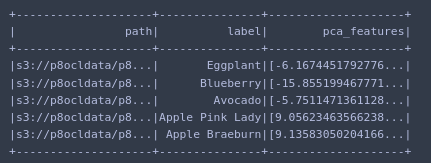 +--------------------+---------------+--------------------+
|                path|          label|        pca_features|
+--------------------+---------------+--------------------+
|s3://p8ocldata/p8...|       Eggplant|[-6.1674451792776...|
|s3://p8ocldata/p8...|      Blueberry|[-15.855199467771...|
|s3://p8ocldata/p8...|        Avocado|[-5.7511471361128...|
|s3://p8ocldata/p8...|Apple Pink Lady|[9.05623463566238...|
|s3://p8ocldata/p8...| Apple Braeburn|[9.13583050204166...|
+--------------------+---------------+--------------------+